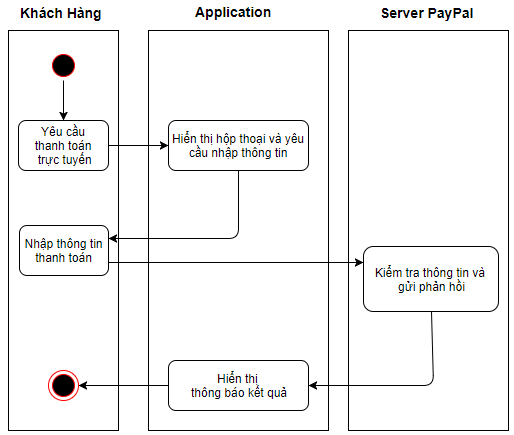 Khách Hàng
Application
Server PayPal
Yêu cầu
thanh toán
trực tuyến
Hiển thị hộp thoại và yêu
cầu nhập thông tin
Nhập thông tin
thanh toán
Kiểm tra thông tin và
gửi phản hồi
Hiển thị
thông báo kết quả